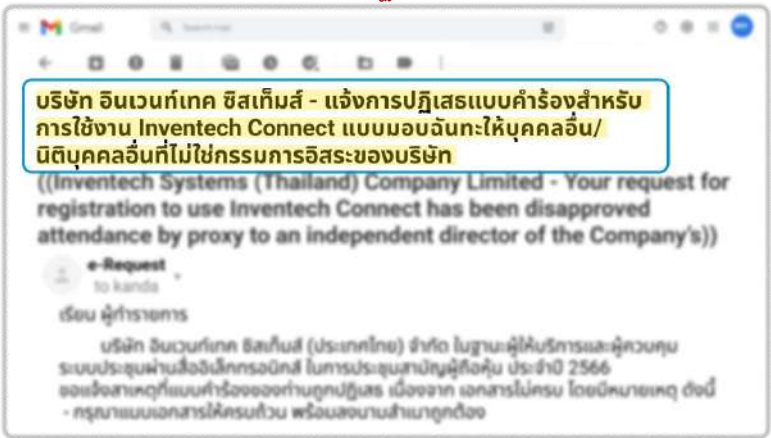 Gmail
บริษัท อินเวนท์เทค ซิสเท็มส์ - แจ้งการปฏิเสธแบบคำร้องสำหรับ
การใช้งาน Inventech Connect แบบมอบฉันทะให้บุคคลอื่น/
นิติบุคคลอื่นที่ไม่ใช่กรรมการอิสระของบริษัท
((Inventech Systems (Thailand) Company Limited - Your request for
registration to use Inventech Connect has been disapproved
attendance by proxy to an independent director of the Company's))
e-Request
to kanda
เรียน ผู้ทำรายการ
บริษัท อินเวนท์เทค ซิสเท็มส์ (ประเทศไทย) จำกัด ในฐานะผู้ให้บริการและผู้ควบคุม
ระบบประชุมผ่านสื่ออิเล็กทรอนิกส์ ในการประชุมสามัญผู้ถือหุ้น ประจำปี 2566
ขอแจ้งสาเหตุที่แบบคำร้องของท่านถูกปฏิเสธ เนื่องจาก เอกสารไม่ครบ โดยมีหมายเหตุ ดังนี้
- กรุณาแนบเอกสารให้ครบถ้วน พร้อมลงนามสำเนาถูกต้อง